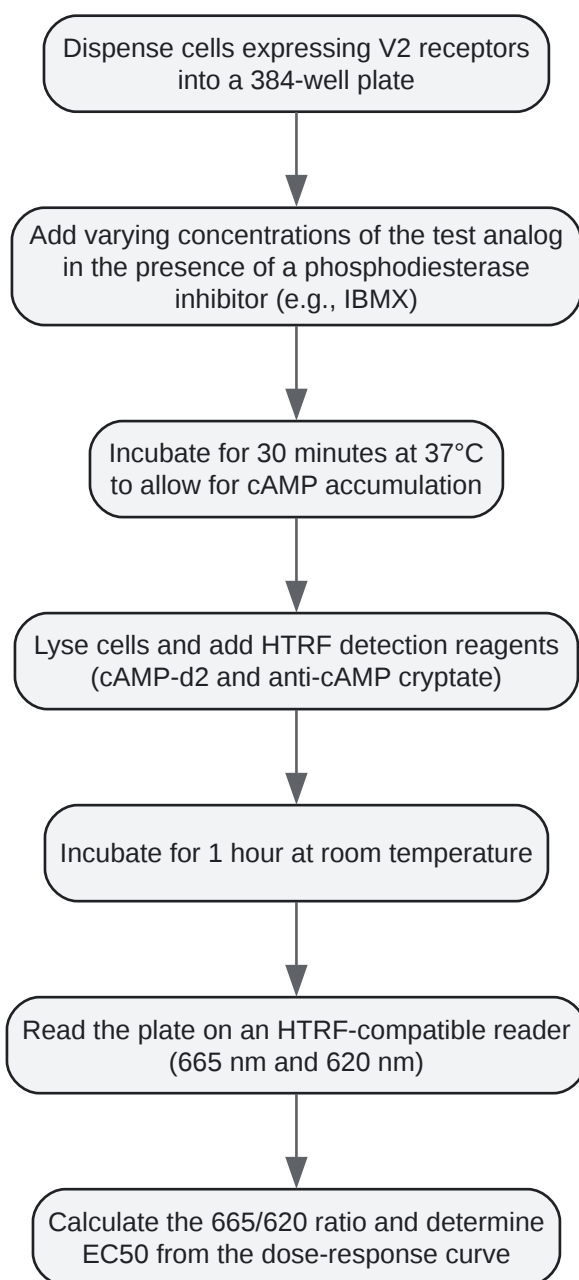 Dispense cells expressing V2 receptors
into a 384-well plate
Add varying concentrations of the test analog
in the presence of a phosphodiesterase
inhibitor (e.g., IBMX)
Incubate for 30 minutes at 37°C
to allow for cAMP accumulation
Lyse cells and add HTRF detection reagents
(cAMP-d2 and anti-cAMP cryptate)
Incubate for 1 hour at room temperature
Read the plate on an HTRF-compatible reader
(665 nm and 620 nm)
Calculate the 665/620 ratio and determine
EC50 from the dose-response curve